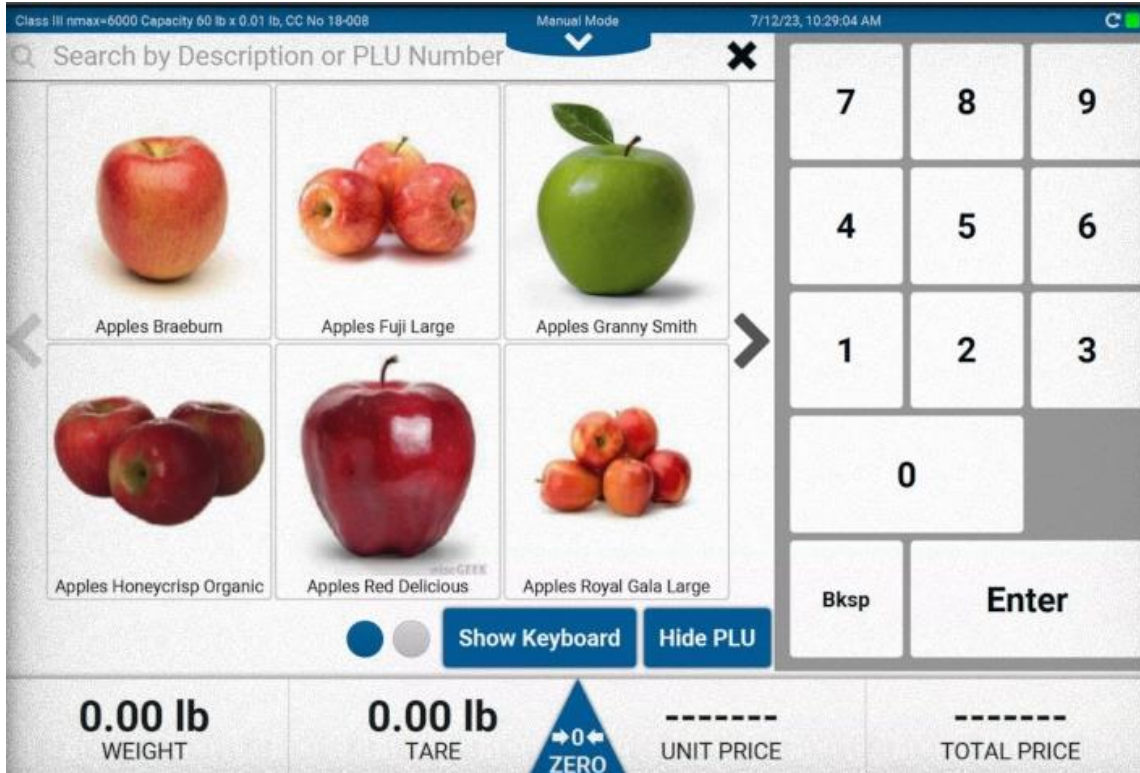 Class III nmax=6000 Capacity 60 lb x 0.01 lb, CC No 18-008
Manual Mode
7/12/23, 10:29:04 AM
Search by Description or PLU Number
Apples Braeburn
Apples Fuji Large
Apples Granny Smith
Apples Honeycrisp Organic
wiseGEEK
Apples Red Delicious
Apples Royal Gala Large
Show Keyboard
Hide PLU
7 8 9
4 5 6
1 2 3
0
Bksp
Enter
0.00 lb
WEIGHT
0.00 lb
TARE
0
ZERO
-------
UNIT PRICE
-------
TOTAL PRICE